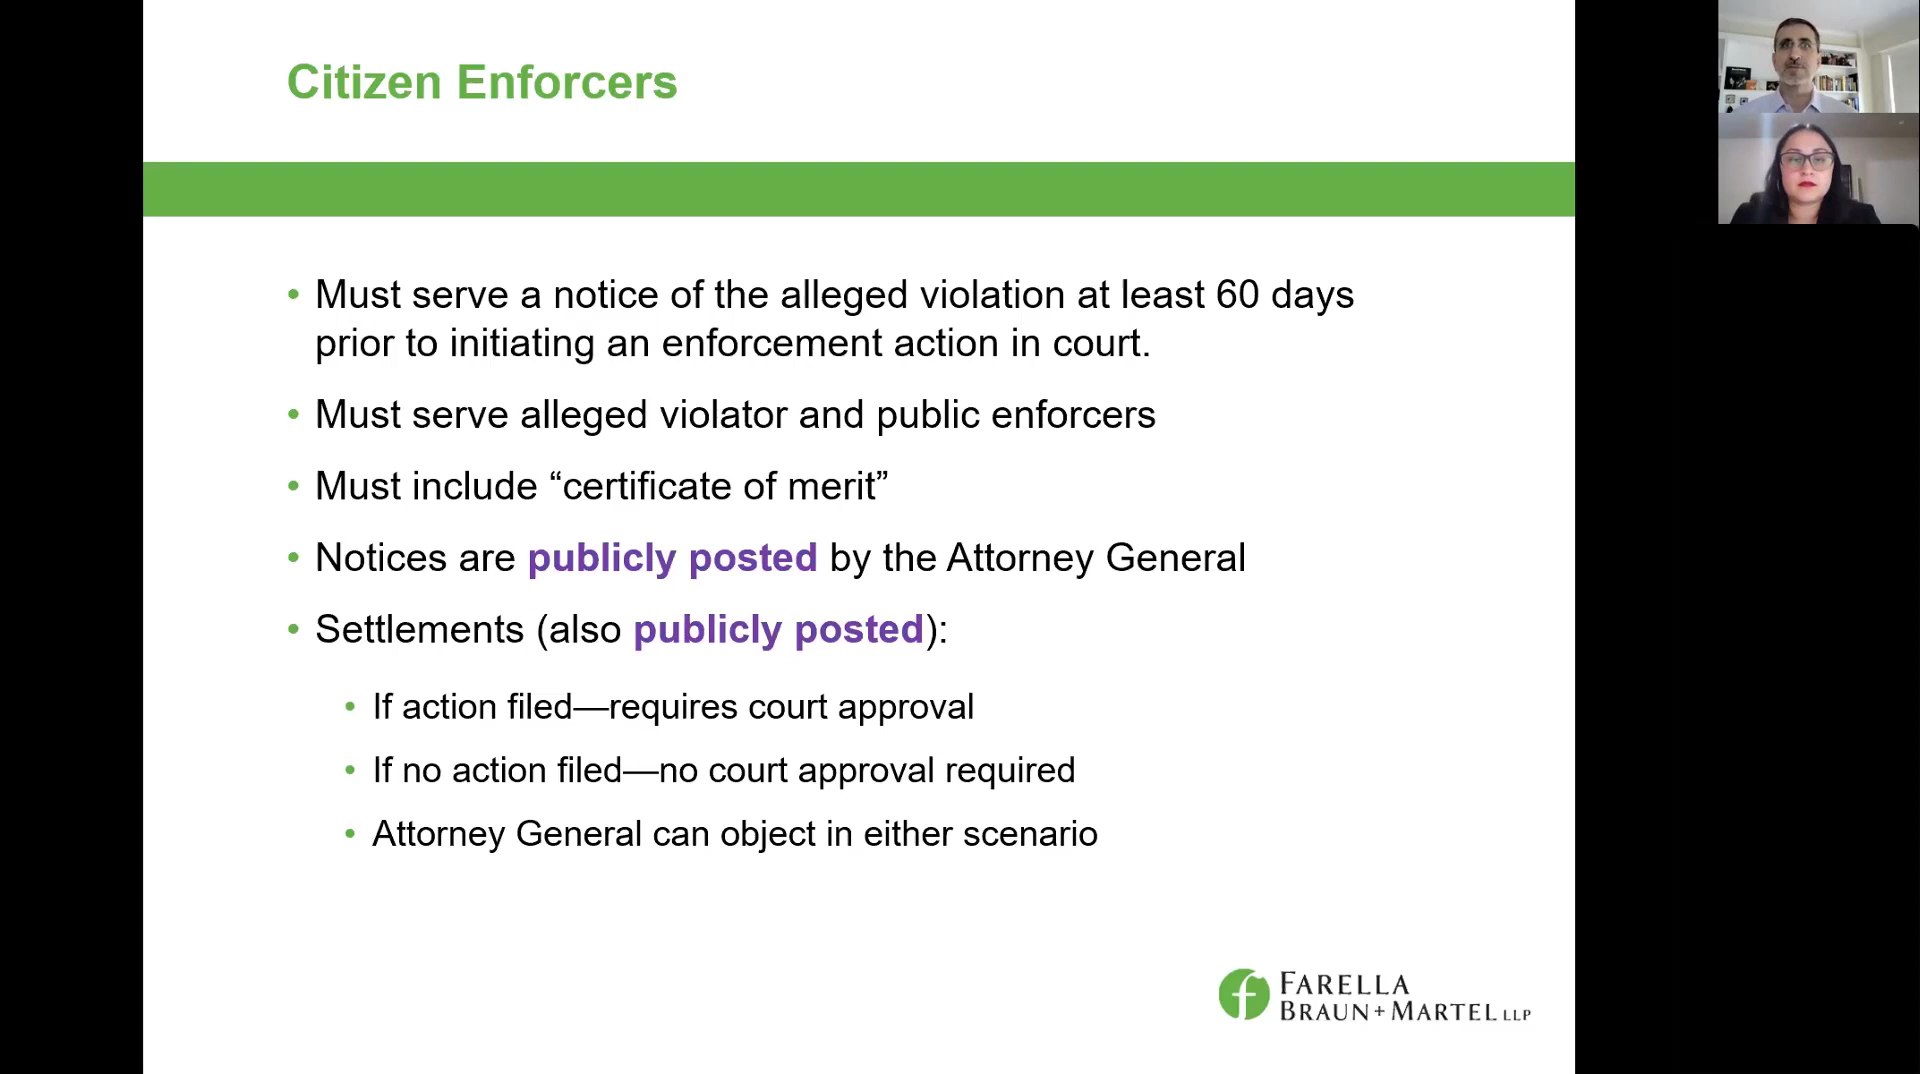 Citizen Enforcers
• Must serve a notice of the alleged violation at least 60 days
prior to initiating an enforcement action in court.
• Must serve alleged violator and public enforcers
• Must include “certificate of merit”
• Notices are publicly posted by the Attorney General
• Settlements (also publicly posted):
• If action filed—requires court approval
• If no action filed—no court approval required
• Attorney General can object in either scenario
f FARELLA
BRAUN+MARTEL LLP